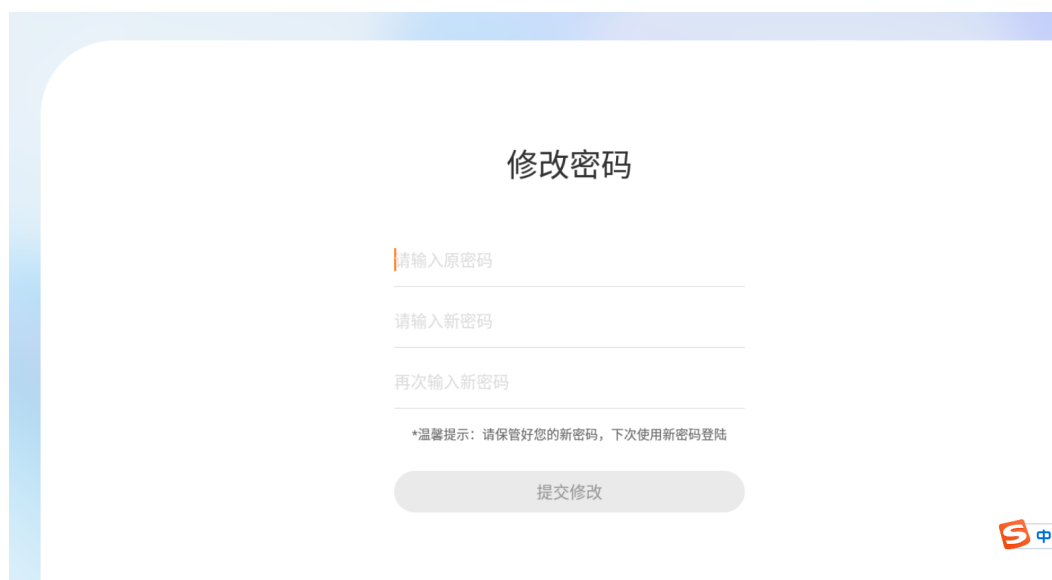 修改密码
请输入原密码
请输入新密码
再次输入新密码
*温馨提示：请保管好您的新密码，下次使用新密码登陆
提交修改
S 中